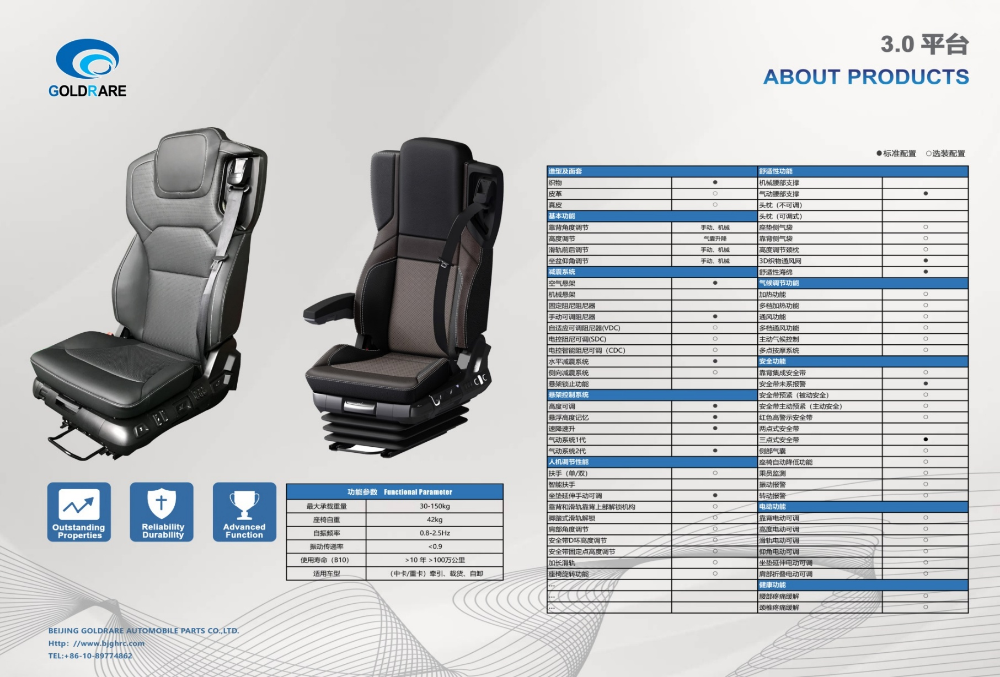 GOLDRARE
3.0 平台
ABOUT PRODUCTS
●标准配置 ○选装配置
造型及面套
织物 ●
皮革 ○
真皮 ○
基本功能
靠背角度调节 手动、机械
高度调节 气囊升降
滑轨前后调节 手动、机械
坐盆仰角调节 手动、机械
减震系统
空气悬架 ●
机械悬架
固定阻尼阻尼器
手动可调阻尼器 ●
自适应可调阻尼器(VDC) ○
电控阻尼可调(SDC) ○
电控智能阻尼可调（CDC） ○
水平减震系统 ●
侧向减震系统 ○
悬架锁止功能
悬架控制系统
高度可调 ●
悬浮高度记忆 ●
速降速升 ●
气动系统1代
气动系统2代 ●
人机调节性能
扶手（单/双） ○
智能扶手
坐垫延伸手动可调 ●
靠背和滑轨靠背上部解锁机构 ○
脚踏式滑轨解锁 ○
肩部角度调节 ○
安全带D环高度调节 ○
安全带固定点高度调节 ○
加长滑轨 ○
座椅旋转功能 ○
...
...
...
舒适性功能
机械腰部支撑
气动腰部支撑 ●
头枕（不可调）
头枕（可调式）
座垫侧气袋 ○
靠背侧气袋 ○
高度调节颈枕 ○
3D织物通风网 ●
舒适性海绵 ●
气候调节功能
加热功能 ○
多档加热功能 ○
通风功能 ○
多档通风功能 ○
主动气候控制 ○
多点按摩系统 ○
安全功能
靠背集成安全带 ○
安全带未系报警 ●
安全带预紧（被动安全） ○
安全带主动预紧（主动安全） ○
红色高警示安全带 ○
两点式安全带
三点式安全带 ●
侧部气囊 ○
座椅自动降低功能 ○
乘员监测 ○
振动报警 ○
转动报警 ○
电动功能
靠背电动可调 ○
高度电动可调 ○
滑轨电动可调 ○
仰角电动可调 ○
坐垫延伸电动可调 ○
肩部折叠电动可调 ○
健康功能
腰部疼痛缓解 ○
颈椎疼痛缓解 ○
Outstanding
Properties
Reliability
Durability
Advanced
Function
功能参数 Functional Parameter
最大承载重量 30-150kg
座椅自重 42kg
自振频率 0.8-2.5Hz
振动传递率 <0.9
使用寿命（B10） >10 年 >100万公里
适用车型 （中卡/重卡）牵引、载货、自卸
BEIJING GOLDRARE AUTOMOBILE PARTS CO.,LTD.
Http：//www.bjghrc.com
TEL:+86-10-89774862